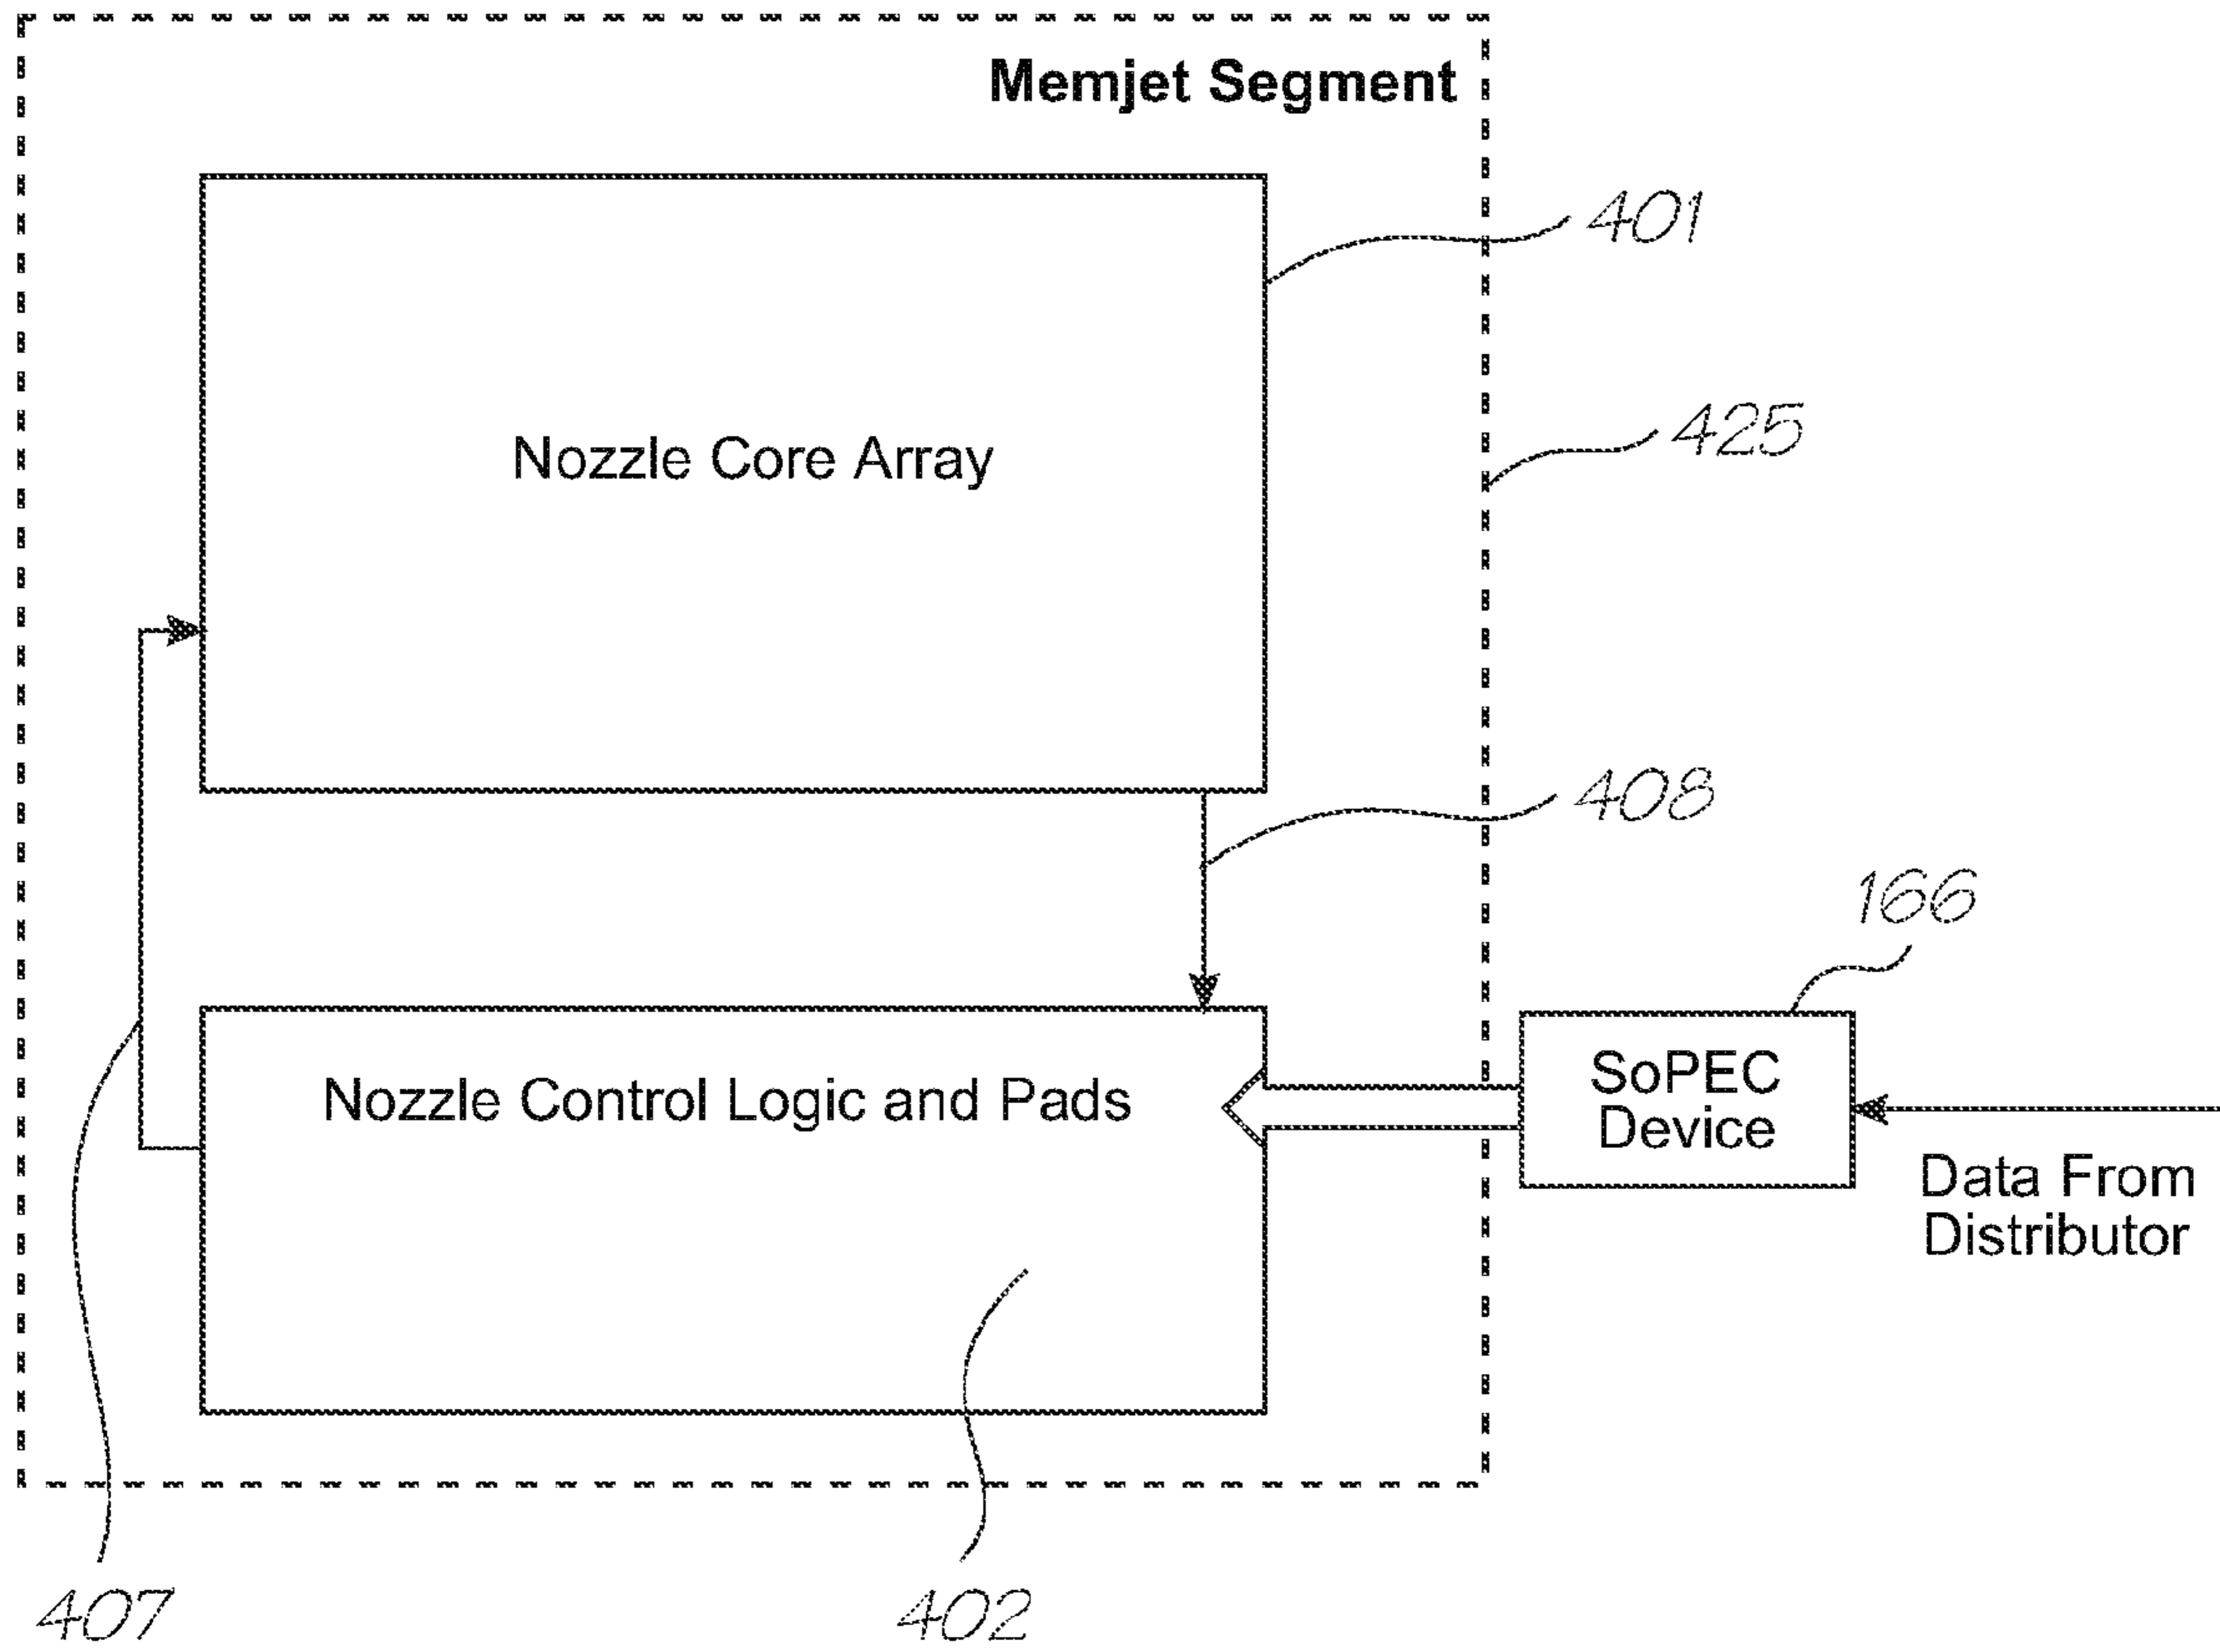 Memjet Segment
401
Nozzle Core Array
425
408
166
SoPEC
Device
Nozzle Control Logic and Pads
Data From
Distributor
407
402